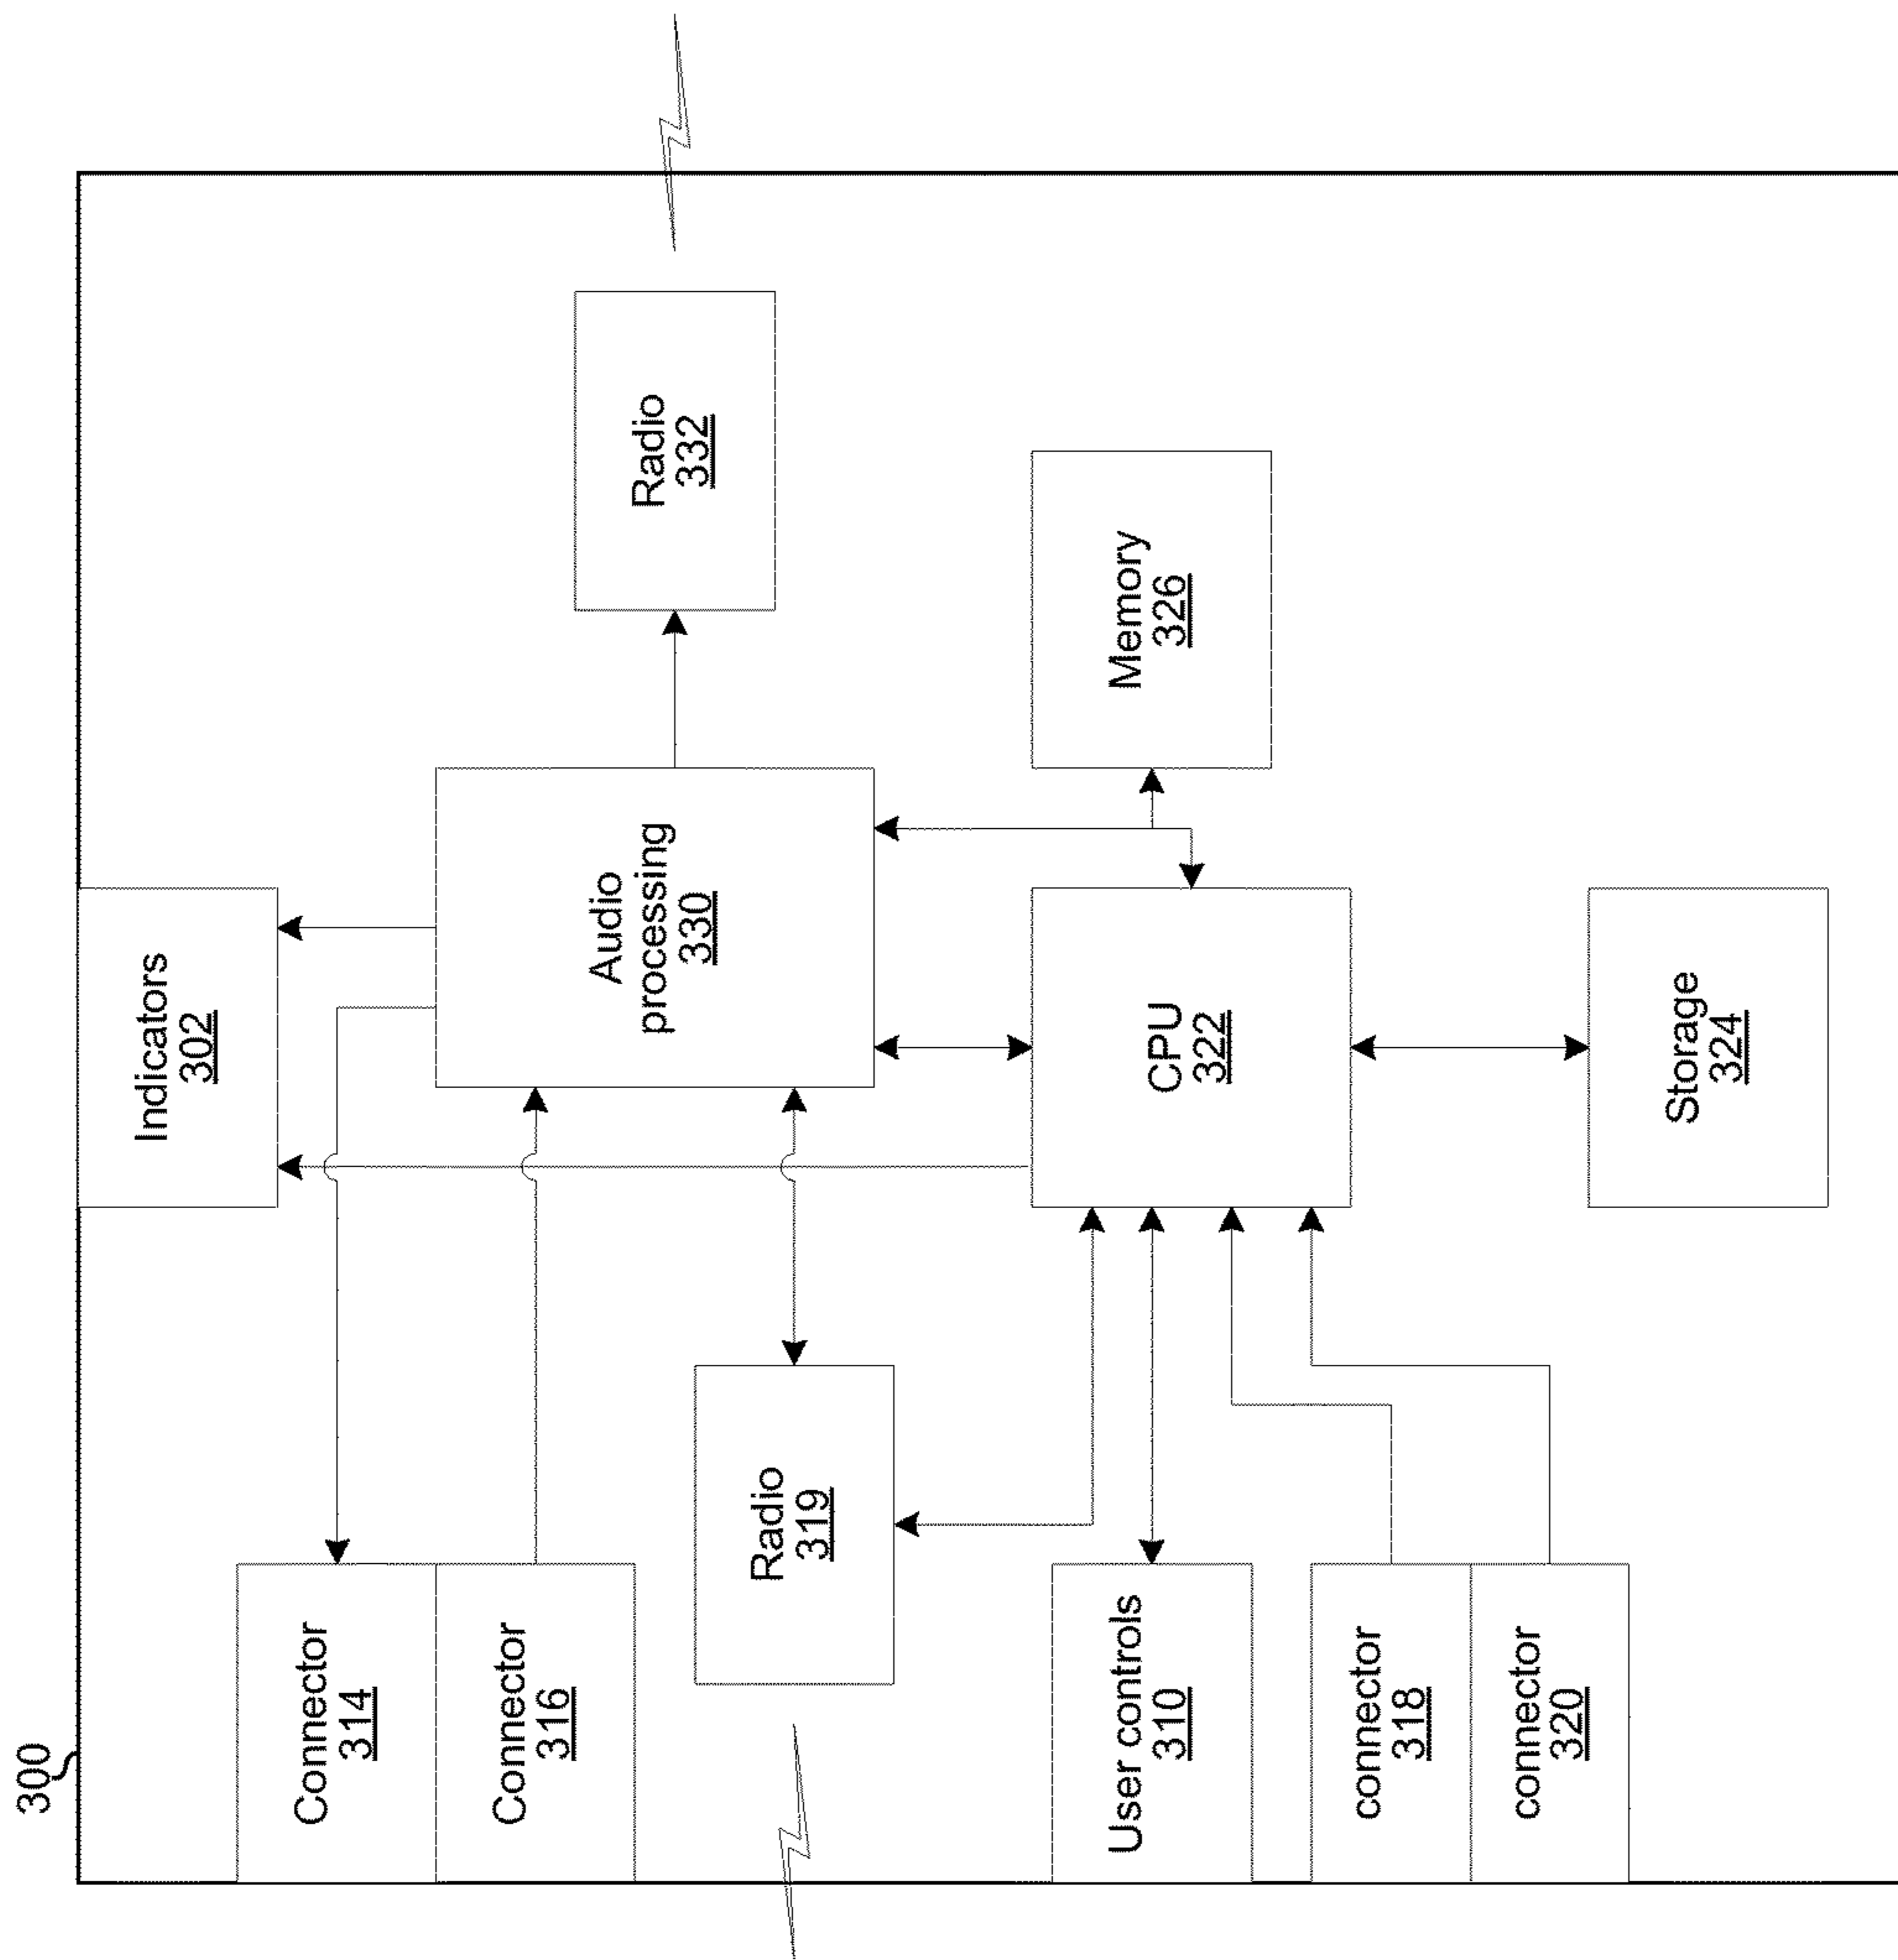 300
Indicators
302
Connector
314
Connector
316
Audio
processing
330
Radio
332
Radio
319
User controls
310
CPU
322
Memory
326
connector
318
connector
320
Storage
324